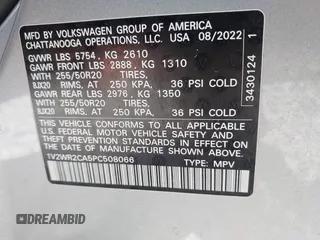 MFD BY VOLKSWAGEN GROUP OF AMERICA
CHATTANOOGA OPERATIONS, LLC. USA 08/2022
GVWR LBS 5754 , KG 2610
GAWR FRONT LBS 2888 , KG 1310
WITH 255/50R20 TIRES,
8JX20 RIMS, AT 250 KPA, 36 PSI COLD
GAWR REAR LBS 2976 , KG 1350
WITH 255/50R20 TIRES,
8JX20 RIMS, AT 250 KPA, 36 PSI COLD
THIS VEHICLE CONFORMS TO ALL APPLICABLE
FEDERAL MOTOR VEHICLE SAFETY STANDARDS
IN EFFECT ON THE DATE OF MANUFACTURE
SHOWN ABOVE.
1V2WR2CA5PC508066 TYPE: MPV
3430124 1
DREAMBID